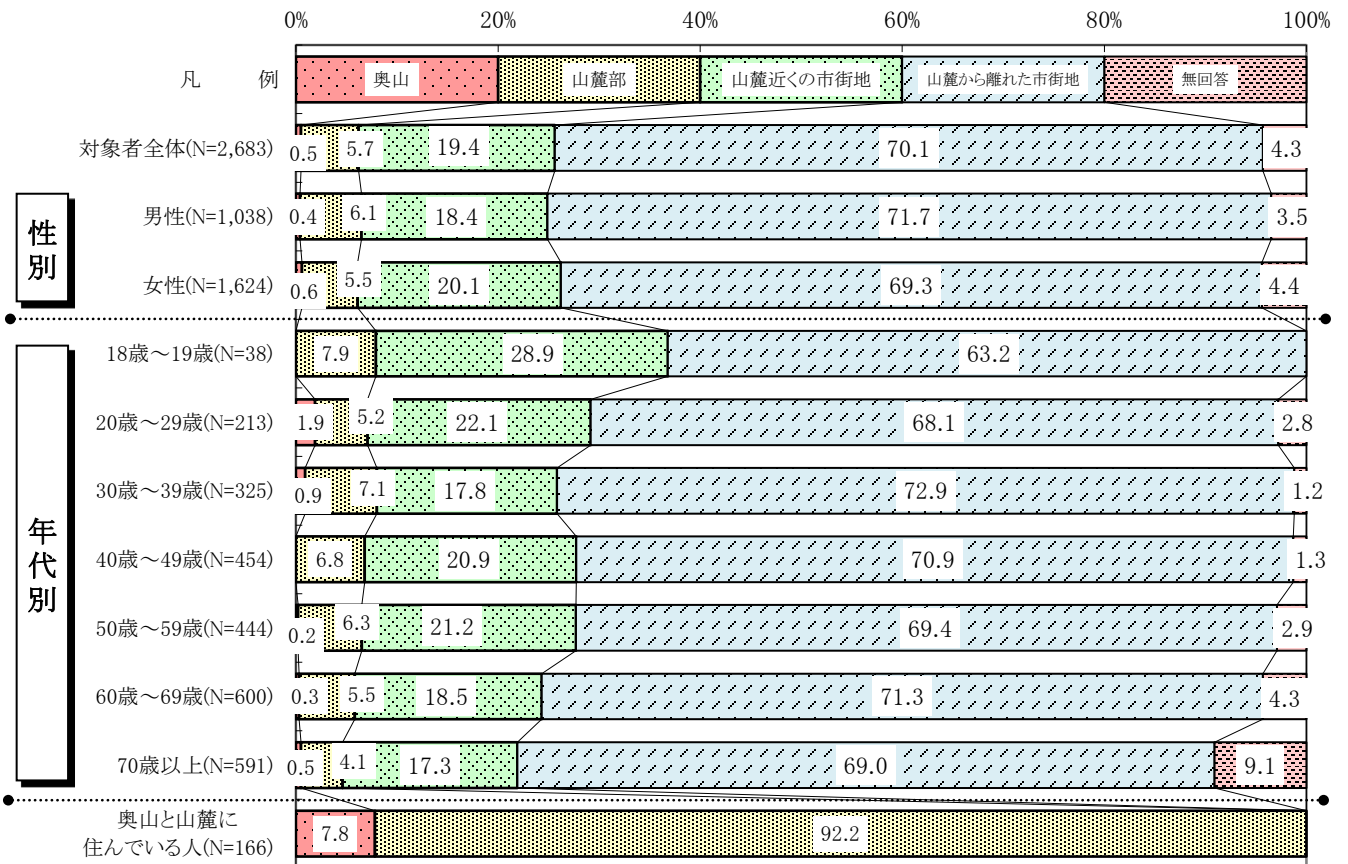 0% 20% 40% 60% 80% 100%
凡 例 奥山 山麓部 山麓近くの市街地 山麓から離れた市街地 無回答
対象者全体(N=2,683) 0.5 5.7 19.4 70.1 4.3
性別
男性(N=1,038) 0.4 6.1 18.4 71.7 3.5
女性(N=1,624) 0.6 5.5 20.1 69.3 4.4
年代別
18歳～19歳(N=38) 7.9 28.9 63.2
20歳～29歳(N=213) 1.9 5.2 22.1 68.1 2.8
30歳～39歳(N=325) 0.9 7.1 17.8 72.9 1.2
40歳～49歳(N=454) 6.8 20.9 70.9 1.3
50歳～59歳(N=444) 0.2 6.3 21.2 69.4 2.9
60歳～69歳(N=600) 0.3 5.5 18.5 71.3 4.3
70歳以上(N=591) 0.5 4.1 17.3 69.0 9.1
奥山と山麓に
住んでいる人(N=166) 7.8 92.2